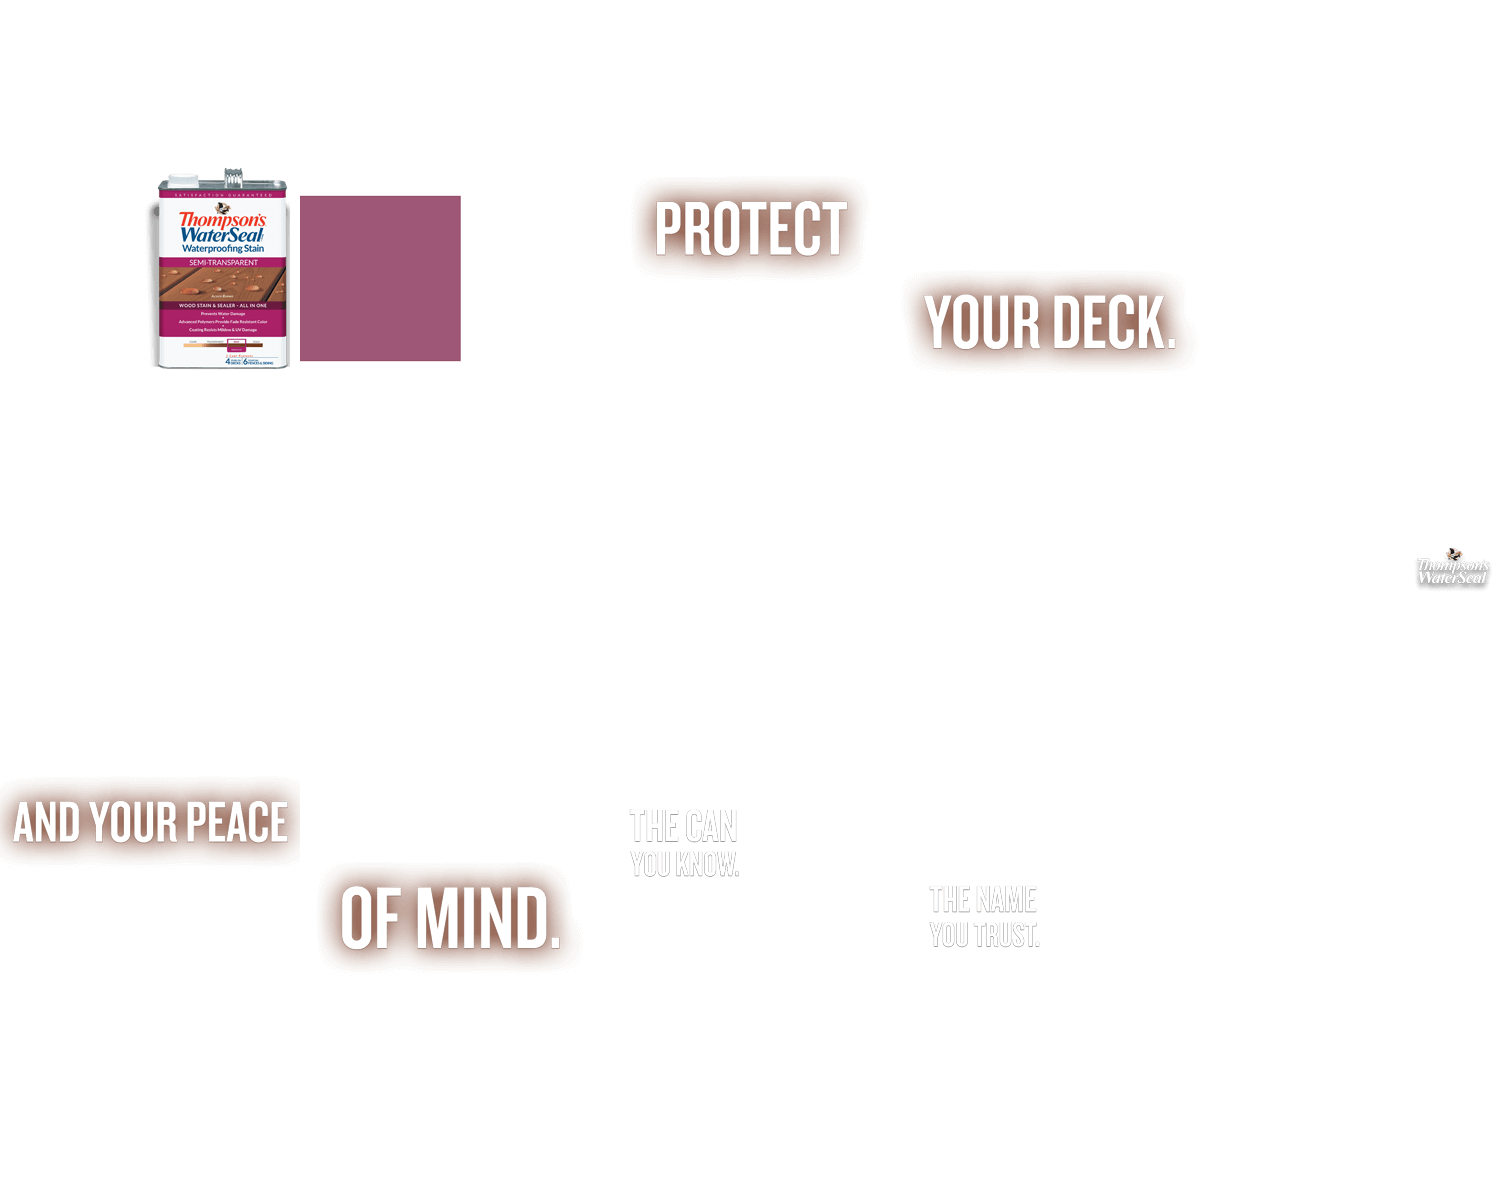 SATISFACTION GUARANTEED
Thompson's
WaterSeal
Waterproofing Stain
SEMI-TRANSPARENT
Acorn Brown
WOOD STAIN & SEALER - ALL IN ONE
Prevents Water Damage
Advanced Polymers Provide Fade Resistant Color
Coating Resists Mildew & UV Damage
PROTECT
YOUR DECK.
Thompson's
WaterSeal
AND YOUR PEACE
OF MIND.
THE CAN
YOU KNOW.
THE NAME
YOU TRUST.